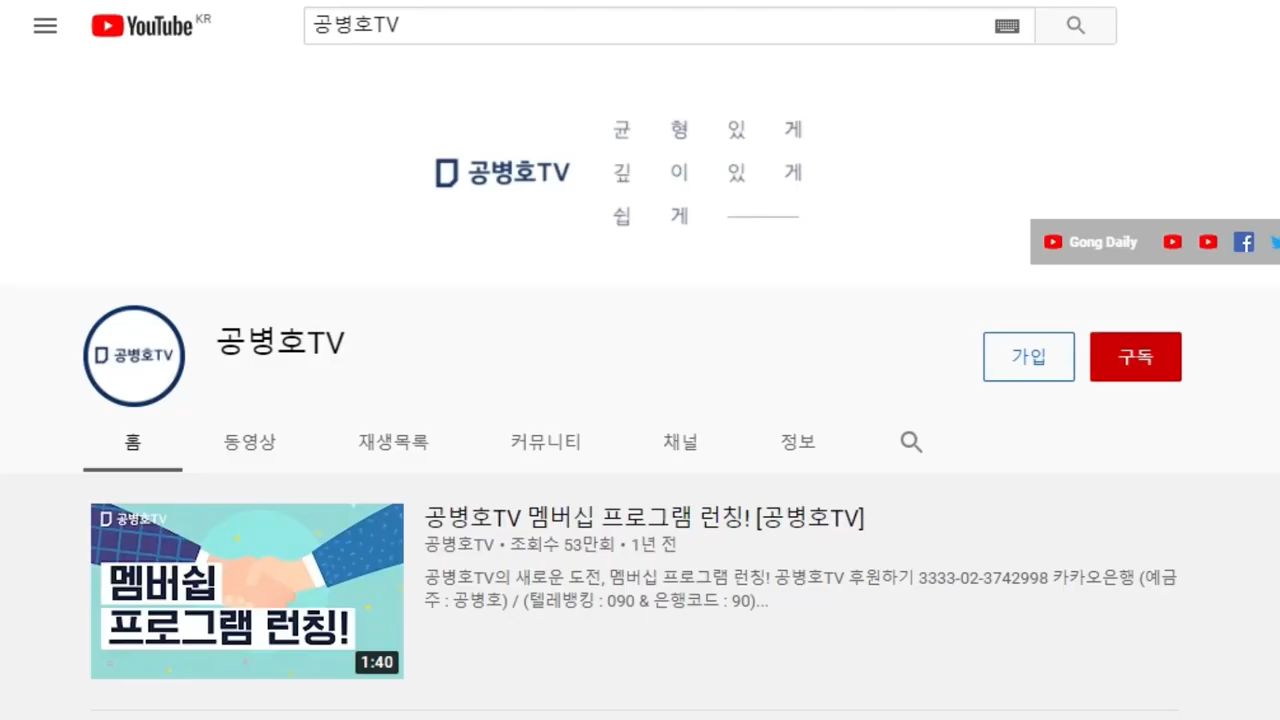 YouTube KR
공병호TV
균형있게
공병호TV
깊이있게
쉽게
Gong Daily
공병호TV
공병호TV
가입
구독
홈
동영상
재생목록
커뮤니티
채널
정보
공병호TV
멤버쉽
프로그램 런칭!
1:40
공병호TV 멤버십 프로그램 런칭! [공병호TV]
공병호TV • 조회수 53만회 • 1년 전
공병호TV의 새로운 도전, 멤버십 프로그램 런칭! 공병호TV 후원하기 3333-02-3742998 카카오은행 (예금
주 : 공병호) / (텔레뱅킹 : 090 & 은행코드 : 90)...